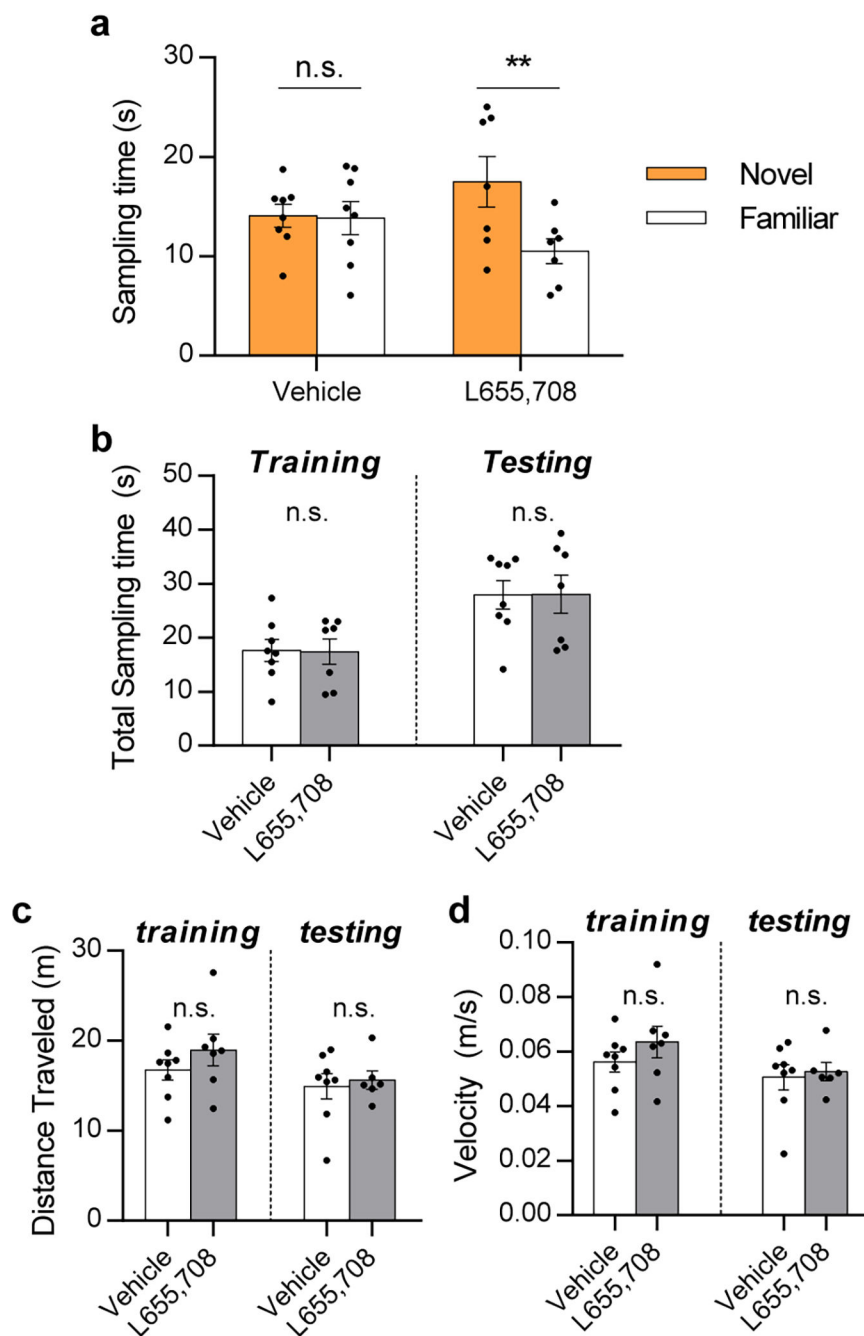 a
30
20
10
0
Sampling time (s)
n.s.
**
Novel
Familiar
Vehicle
L655,708
b
Training
Testing
50
40
30
20
10
0
Total Sampling time (s)
n.s.
n.s.
Vehicle
L655,708
Vehicle
L655,708
c
training
testing
30
20
10
0
Distance Traveled (m)
n.s.
n.s.
Vehicle
L655,708
Vehicle
L655,708
d
training
testing
0.10
0.08
0.06
0.04
0.02
0.00
Velocity (m/s)
n.s.
n.s.
Vehicle
L655,708
Vehicle
L655,708